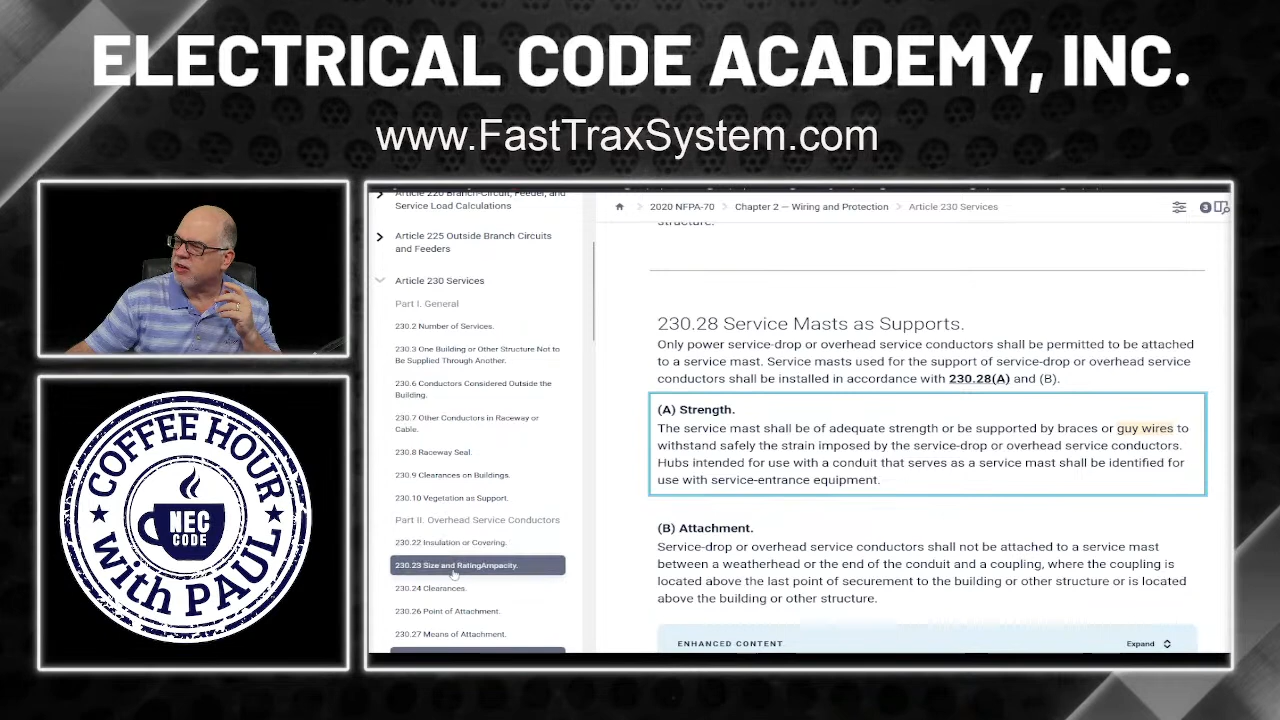 ELECTRICAL CODE ACADEMY, INC.
www.FastTraxSystem.com
COFFEE HOUR
NEC
CODE
with PAUL
Article 220 Branch-Circuit, Feeder, and
Service Load Calculations
Article 225 Outside Branch Circuits
and Feeders
Article 230 Services
Part I. General
230.2 Number of Services.
230.3 One Building or Other Structure Not to
Be Supplied Through Another.
230.6 Conductors Considered Outside the
Building.
230.7 Other Conductors in Raceway or
Cable.
230.8 Raceway Seal.
230.9 Clearances on Buildings.
230.10 Vegetation as Support.
Part II. Overhead Service Conductors
230.22 Insulation or Covering.
230.23 Size and RatingAmpacity.
230.24 Clearances.
230.26 Point of Attachment.
230.27 Means of Attachment.
2020 NFPA-70 > Chapter 2 — Wiring and Protection > Article 230 Services
3
structure.
230.28 Service Masts as Supports.
Only power service-drop or overhead service conductors shall be permitted to be attached
to a service mast. Service masts used for the support of service-drop or overhead service
conductors shall be installed in accordance with 230.28(A) and (B).
(A) Strength.
The service mast shall be of adequate strength or be supported by braces or guy wires to
withstand safely the strain imposed by the service-drop or overhead service conductors.
Hubs intended for use with a conduit that serves as a service mast shall be identified for
use with service-entrance equipment.
(B) Attachment.
Service-drop or overhead service conductors shall not be attached to a service mast
between a weatherhead or the end of the conduit and a coupling, where the coupling is
located above the last point of securement to the building or other structure or is located
above the building or other structure.
ENHANCED CONTENT
Expand